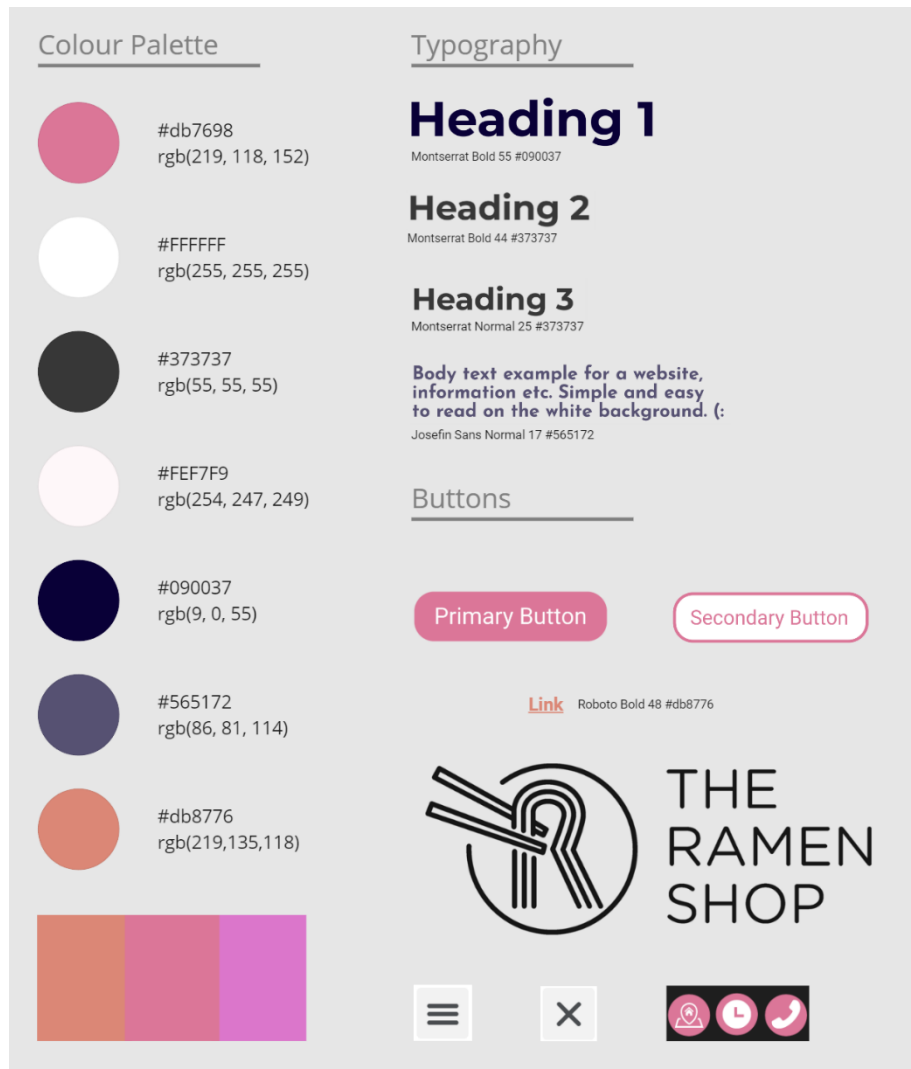 Colour Palette
#db7698
rgb(219, 118, 152)
#FFFFFF
rgb(255, 255, 255)
#373737
rgb(55, 55, 55)
#FEF7F9
rgb(254, 247, 249)
#090037
rgb(9, 0, 55)
#565172
rgb(86, 81, 114)
#db8776
rgb(219,135,118)
Typography
Heading 1
Montserrat Bold 55 #090037
Heading 2
Montserrat Bold 44 #373737
Heading 3
Montserrat Normal 25 #373737
Body text example for a website,
information etc. Simple and easy
to read on the white background. (:
Josefin Sans Normal 17 #565172
Buttons
Primary Button
Secondary Button
Link Roboto Bold 48 #db8776
THE
RAMEN
SHOP